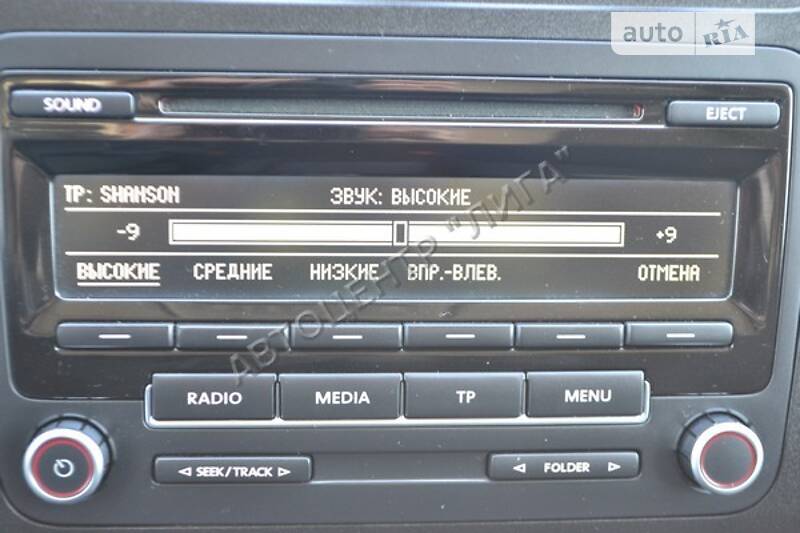 auto RIA
SOUND
EJECT
TP: SHANSON ЗВУК: ВЫСОКИЕ
-9 +9
ВЫСОКИЕ СРЕДНИЕ НИЗКИЕ ВПР.-ВЛЕВ. ОТМЕНА
АВТОЦЕНТР "ЛИГА"
RADIO MEDIA TP MENU
SEEK/TRACK FOLDER